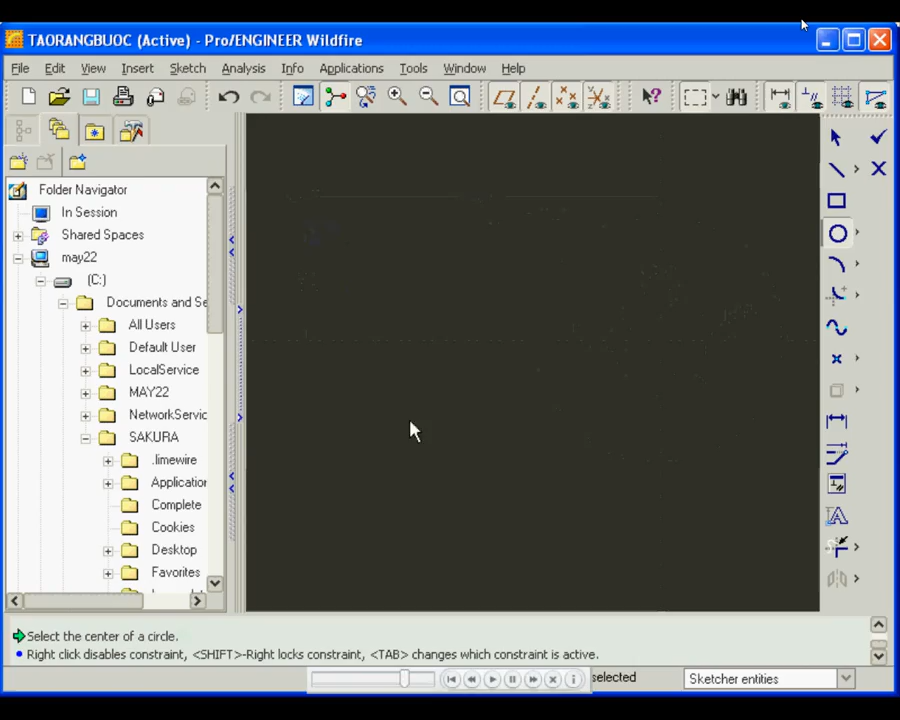 TAORANGBUOC (Active) - Pro/ENGINEER Wildfire
File Edit View Insert Sketch Analysis Info Applications Tools Window Help
Folder Navigator
In Session
Shared Spaces
may22
(C:)
Documents and Se
All Users
Default User
LocalService
MAY22
NetworkServic
SAKURA
.limewire
Application
Complete
Cookies
Desktop
Favorites
Select the center of a circle.
Right click disables constraint, <SHIFT>-Right locks constraint, <TAB> changes which constraint is active.
selected
Sketcher entities